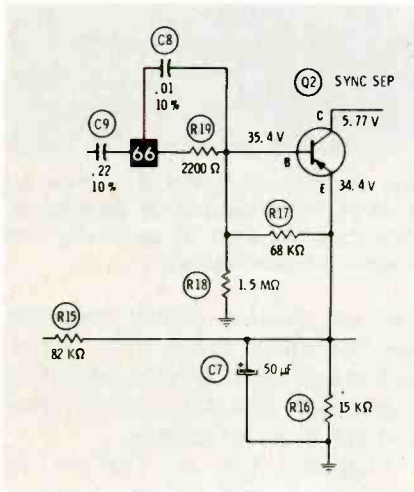 C8
.01
10 %
Q2 SYNC SEP
C
5.77 V
C9
66
R19
35.4 V
B
.22
10 %
2200 Ω
E
34.4 V
R17
68 KΩ
R18
1.5 MΩ
R15
82 KΩ
C7
+
50 µF
R16
15 KΩ